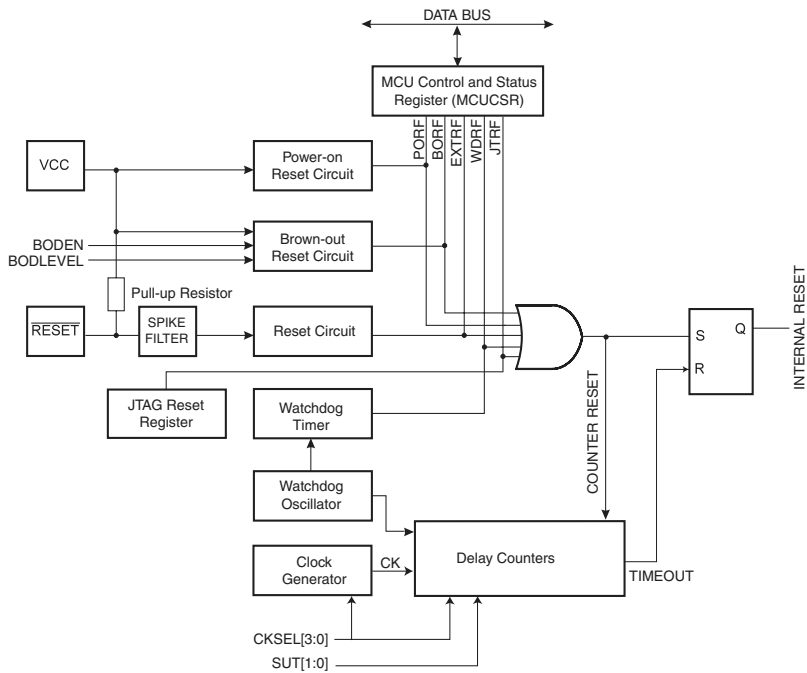 DATA BUS
MCU Control and Status
Register (MCUCSR)
PORF
BORF
EXTRF
WDRF
JTRF
VCC
Power-on
Reset Circuit
BODEN
BODLEVEL
Brown-out
Reset Circuit
Pull-up Resistor
RESET
SPIKE
FILTER
Reset Circuit
JTAG Reset
Register
Watchdog
Timer
Watchdog
Oscillator
Clock
Generator
CK
CKSEL[3:0]
SUT[1:0]
Delay Counters
COUNTER RESET
TIMEOUT
S
R
Q
INTERNAL RESET